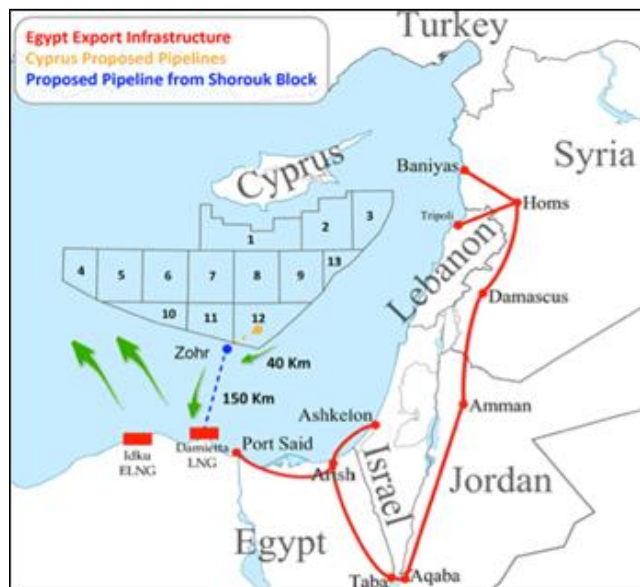 Egypt Export Infrastructure
Cyprus Proposed Pipelines
Proposed Pipeline from Shorouk Block
Turkey
Cyprus
Syria
Baniyas
Homs
Tripoli
Lebanon
1
2
3
4
5
6
7
8
9
13
10
11
12
Damascus
Zohr
40 Km
150 Km
Amman
Ashkelon
Idku
ELNG
Damietta
LNG
Port Said
Arish
Israel
Jordan
Egypt
Taba
Aqaba